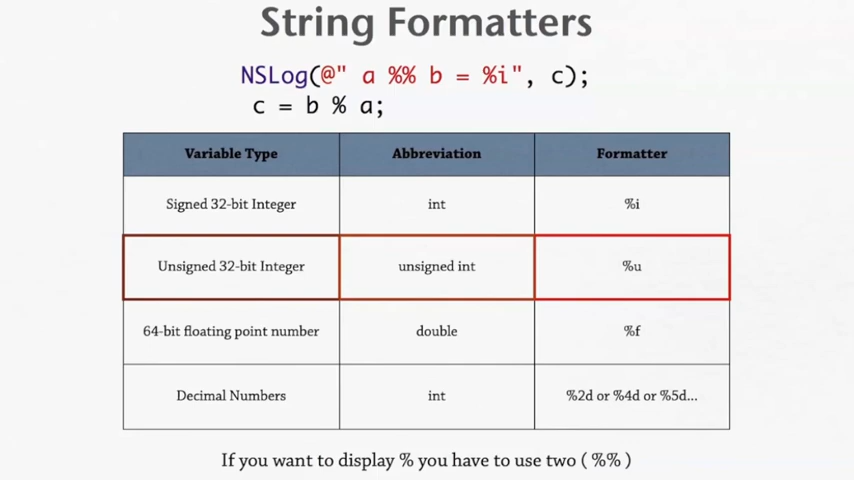 String Formatters
NSLog(@" a %% b = %i", c);
c = b % a;
Variable Type Abbreviation Formatter
Signed 32-bit Integer int %i
Unsigned 32-bit Integer unsigned int %u
64-bit floating point number double %f
Decimal Numbers int %2d or %4d or %5d...
If you want to display % you have to use two ( %% )